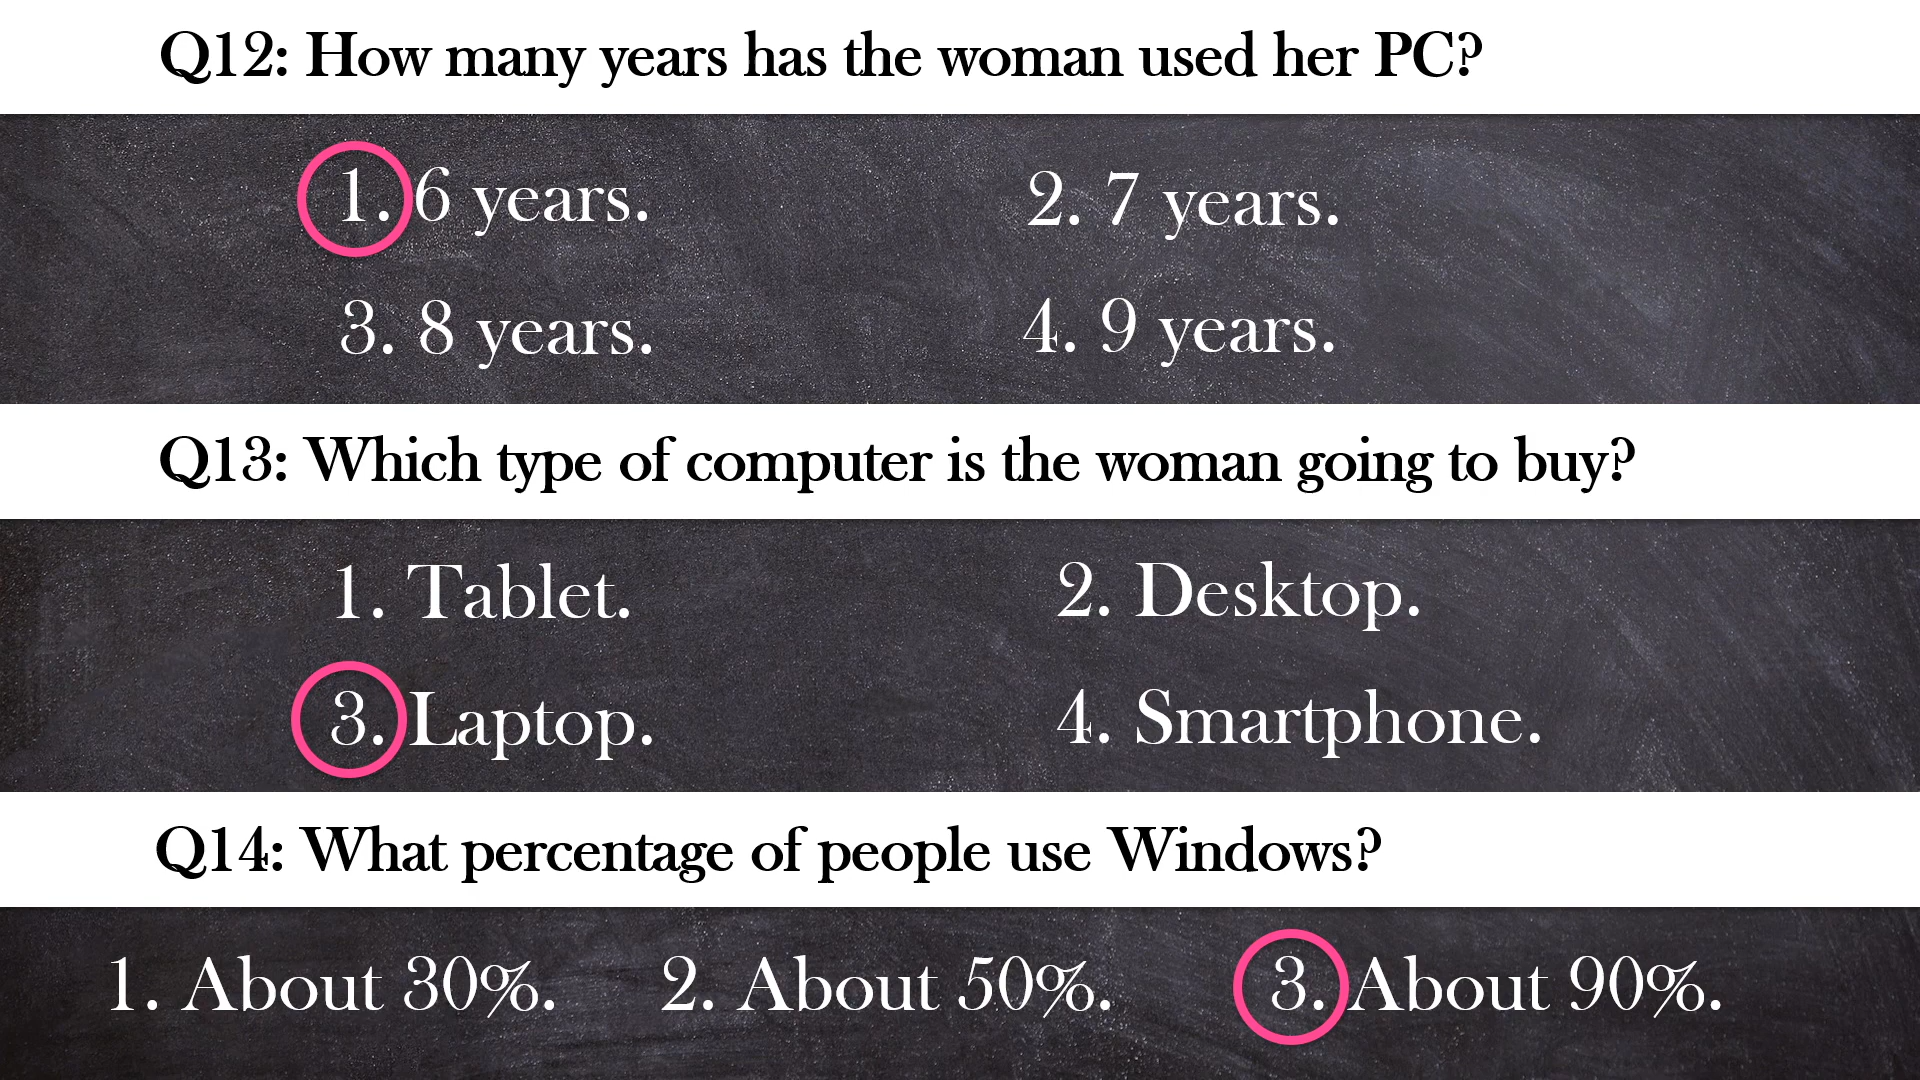 Q12: How many years has the woman used her PC?
1. 6 years. 2. 7 years.
3. 8 years. 4. 9 years.
Q13: Which type of computer is the woman going to buy?
1. Tablet. 2. Desktop.
3. Laptop. 4. Smartphone.
Q14: What percentage of people use Windows?
1. About 30%. 2. About 50%. 3. About 90%.